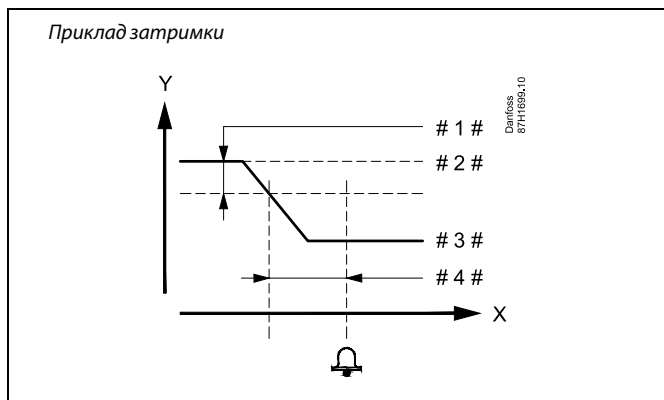 Приклад затримки
Y
Danfoss
87H1699.10
# 1 #
# 2 #
# 3 #
# 4 #
X